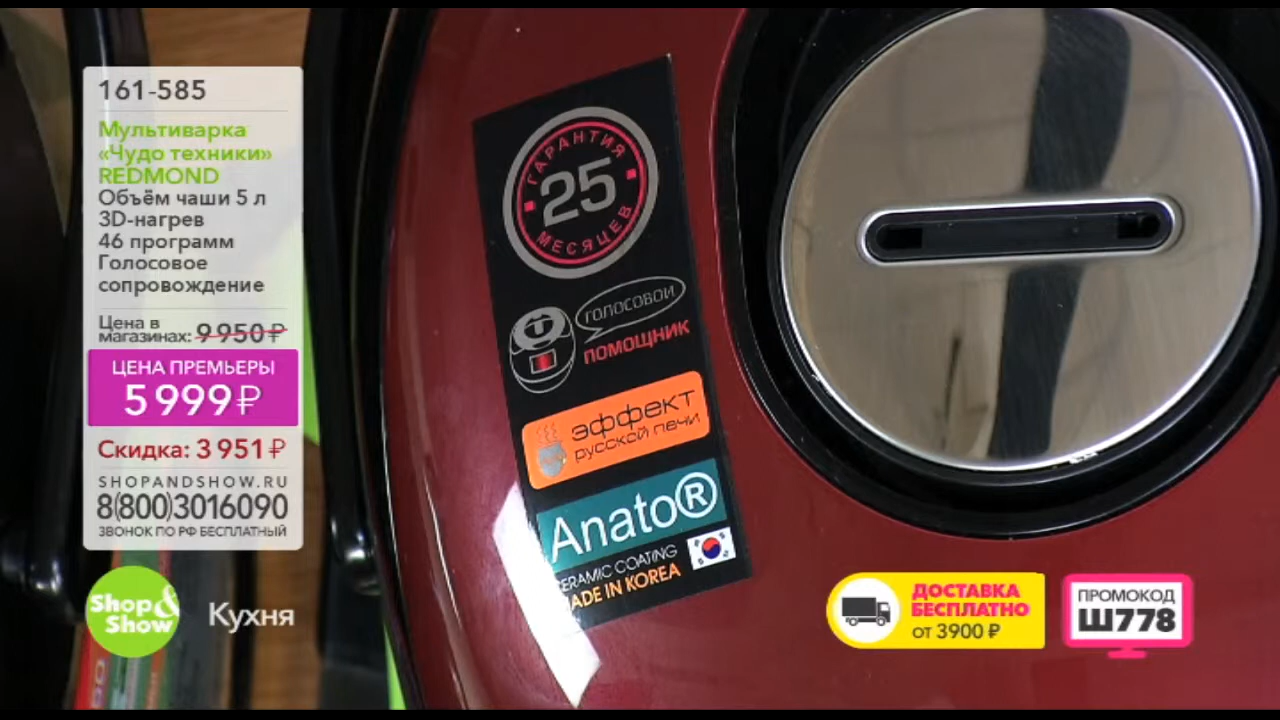 161-585
Мультиварка
«Чудо техники»
REDMOND
Объём чаши 5 л
3D-нагрев
46 программ
Голосовое
сопровождение
Цена в
магазинах: 9 950 ₽
ЦЕНА ПРЕМЬЕРЫ
5 999 ₽
Скидка: 3 951 ₽
SHOPANDSHOW.RU
8(800)3016090
ЗВОНОК ПО РФ БЕСПЛАТНЫЙ
Shop&
Show
Кухня
ГАРАНТИЯ
25
МЕСЯЦЕВ
ГОЛОСОВОЙ
ПОМОЩНИК
эффект
русской печи
Anato®
CERAMIC COATING
MADE IN KOREA
ДОСТАВКА
БЕСПЛАТНО
от 3900 ₽
ПРОМОКОД
Ш778